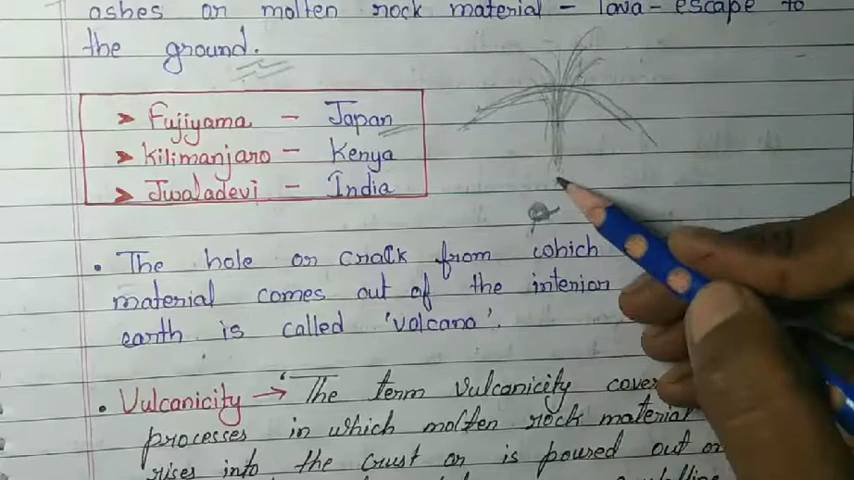 ashes or molten rock material - lava - escape to
the ground.
➤ Fujiyama - Japan
➤ Kilimanjaro - Kenya
➤ Jwaladevi - India
• The hole or crack from which
material comes out of the interior
earth is called 'volcano'.
• Vulcanicity → 'The term vulcanicity cover
processes in which molten rock material
rises into the crust or is poured out or